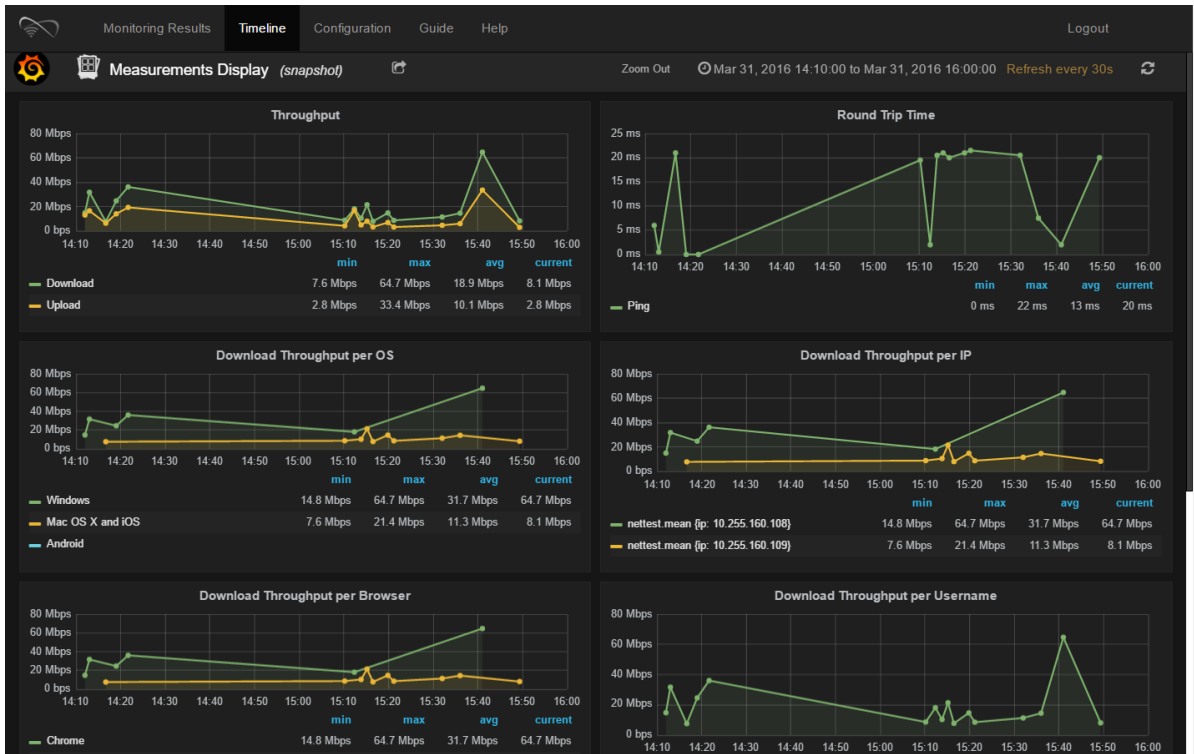 Monitoring Results Timeline Configuration Guide Help Logout
Measurements Display (snapshot) Zoom Out Mar 31, 2016 14:10:00 to Mar 31, 2016 16:00:00 Refresh every 30s
Throughput
80 Mbps
60 Mbps
40 Mbps
20 Mbps
0 bps
14:10 14:20 14:30 14:40 14:50 15:00 15:10 15:20 15:30 15:40 15:50 16:00
min max avg current
Download 7.6 Mbps 64.7 Mbps 18.9 Mbps 8.1 Mbps
Upload 2.8 Mbps 33.4 Mbps 10.1 Mbps 2.8 Mbps
Round Trip Time
25 ms
20 ms
15 ms
10 ms
5 ms
0 ms
14:10 14:20 14:30 14:40 14:50 15:00 15:10 15:20 15:30 15:40 15:50 16:00
min max avg current
Ping 0 ms 22 ms 13 ms 20 ms
Download Throughput per OS
80 Mbps
60 Mbps
40 Mbps
20 Mbps
0 bps
14:10 14:20 14:30 14:40 14:50 15:00 15:10 15:20 15:30 15:40 15:50 16:00
min max avg current
Windows 14.8 Mbps 64.7 Mbps 31.7 Mbps 64.7 Mbps
Mac OS X and iOS 7.6 Mbps 21.4 Mbps 11.3 Mbps 8.1 Mbps
Android
Download Throughput per IP
80 Mbps
60 Mbps
40 Mbps
20 Mbps
0 bps
14:10 14:20 14:30 14:40 14:50 15:00 15:10 15:20 15:30 15:40 15:50 16:00
min max avg current
nettest.mean {ip: 10.255.160.108} 14.8 Mbps 64.7 Mbps 31.7 Mbps 64.7 Mbps
nettest.mean {ip: 10.255.160.109} 7.6 Mbps 21.4 Mbps 11.3 Mbps 8.1 Mbps
Download Throughput per Browser
80 Mbps
60 Mbps
40 Mbps
20 Mbps
0 bps
14:10 14:20 14:30 14:40 14:50 15:00 15:10 15:20 15:30 15:40 15:50 16:00
min max avg current
Chrome 14.8 Mbps 64.7 Mbps 31.7 Mbps 64.7 Mbps
Download Throughput per Username
80 Mbps
60 Mbps
40 Mbps
20 Mbps
0 bps
14:10 14:20 14:30 14:40 14:50 15:00 15:10 15:20 15:30 15:40 15:50 16:00